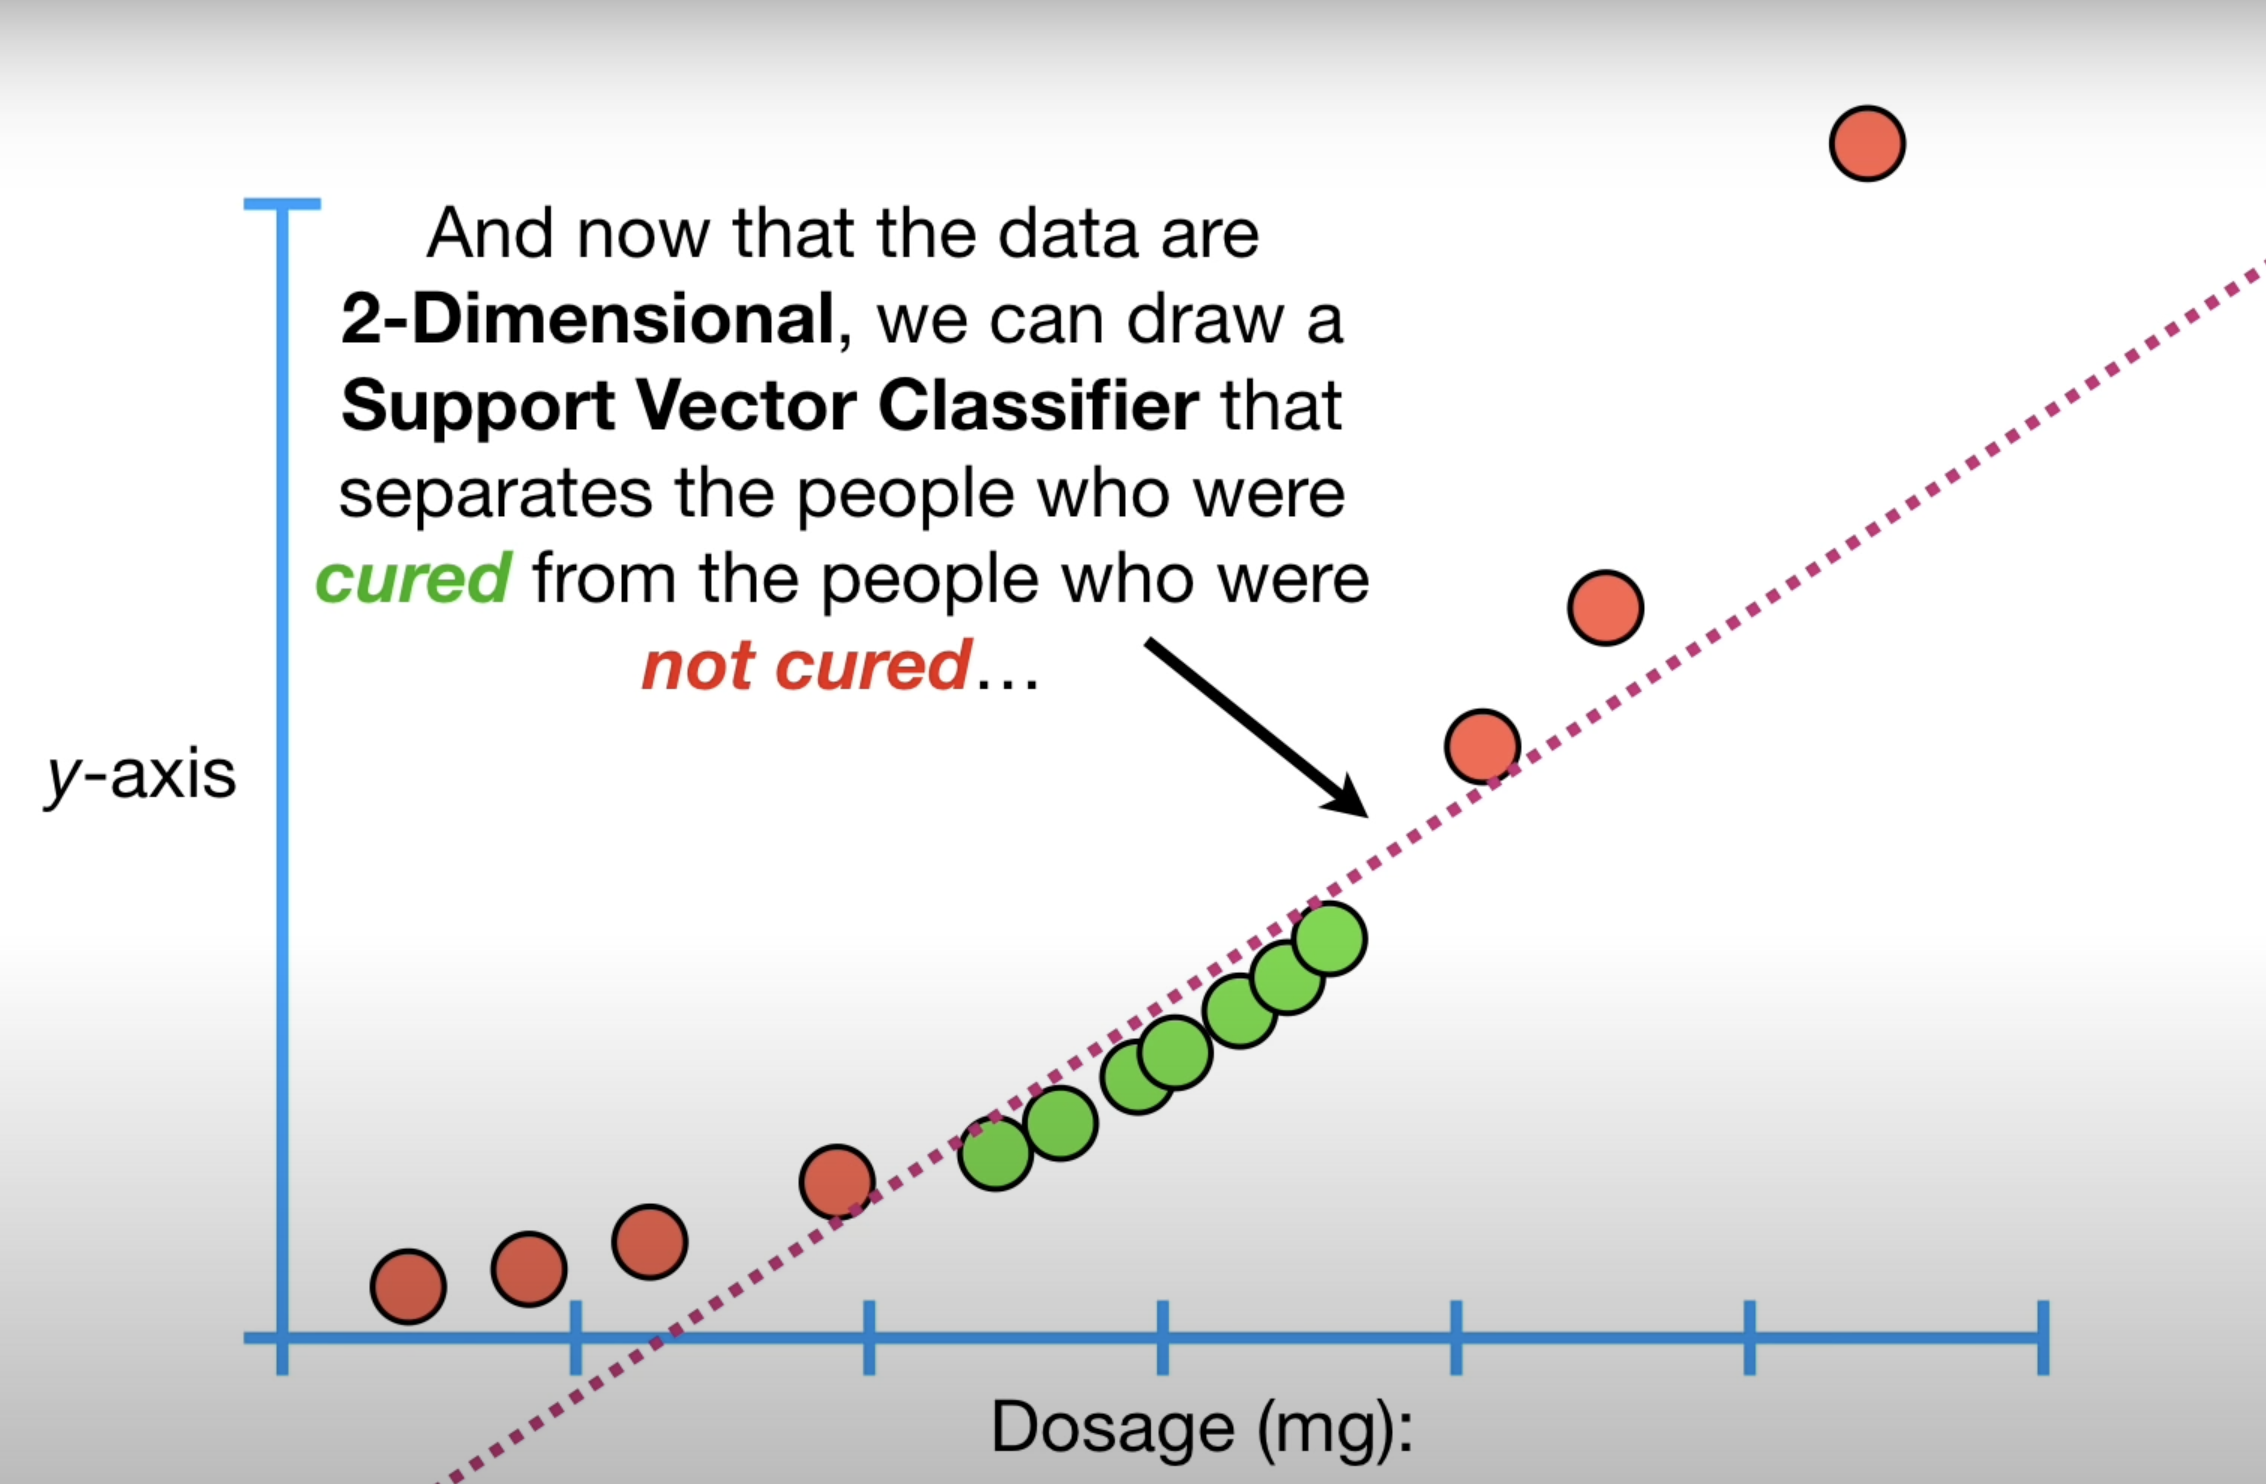 And now that the data are
2-Dimensional, we can draw a
Support Vector Classifier that
separates the people who were
cured from the people who were
not cured…
y-axis
Dosage (mg):